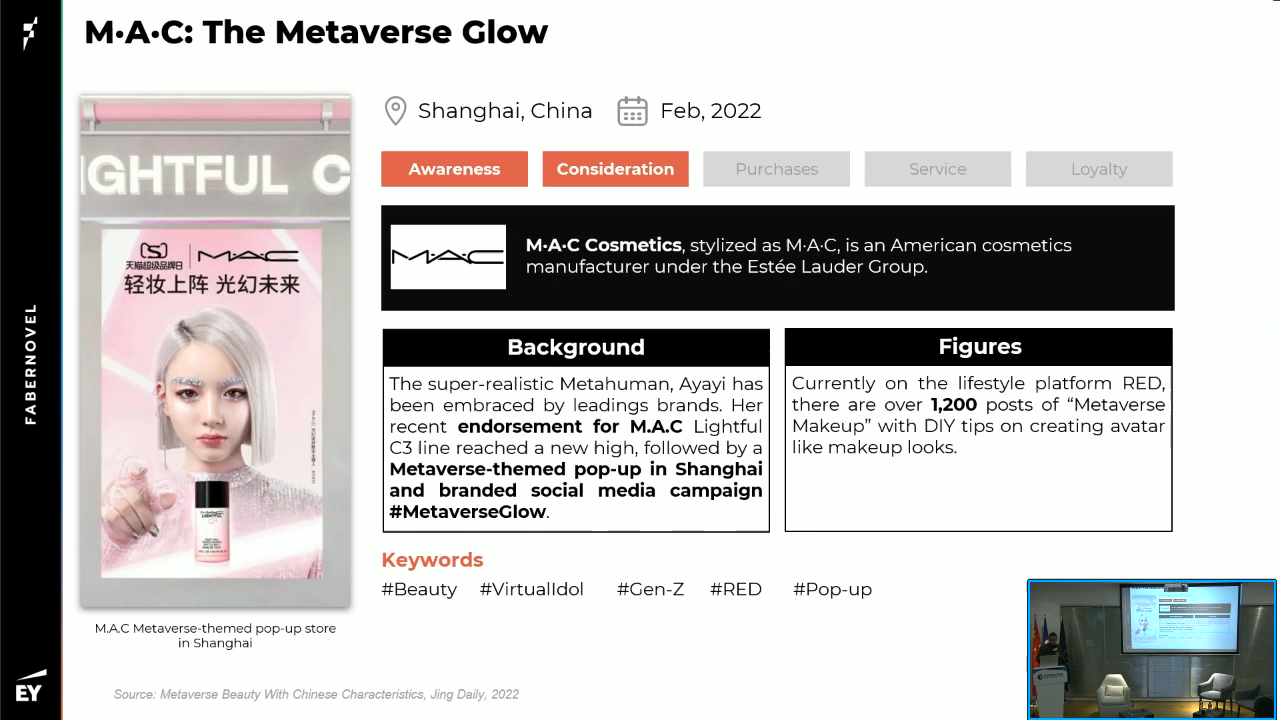 M·A·C: The Metaverse Glow
Shanghai, China
Feb, 2022
Awareness
Consideration
Purchases
Service
Loyalty
M·A·C Cosmetics, stylized as M·A·C, is an American cosmetics
manufacturer under the Estée Lauder Group.
MAC
IGHTFUL C
天猫超级品牌日
M·A·C
轻妆上阵 光幻未来
LIGHTFUL
M.A.C Metaverse-themed pop-up store
in Shanghai
Background
The super-realistic Metahuman, Ayayi has
been embraced by leadings brands. Her
recent endorsement for M.A.C Lightful
C3 line reached a new high, followed by a
Metaverse-themed pop-up in Shanghai
and branded social media campaign
#MetaverseGlow.
Figures
Currently on the lifestyle platform RED,
there are over 1,200 posts of “Metaverse
Makeup” with DIY tips on creating avatar
like makeup looks.
Keywords
#Beauty #VirtualIdol #Gen-Z #RED #Pop-up
Source: Metaverse Beauty With Chinese Characteristics, Jing Daily, 2022
FABERNOVEL
EY